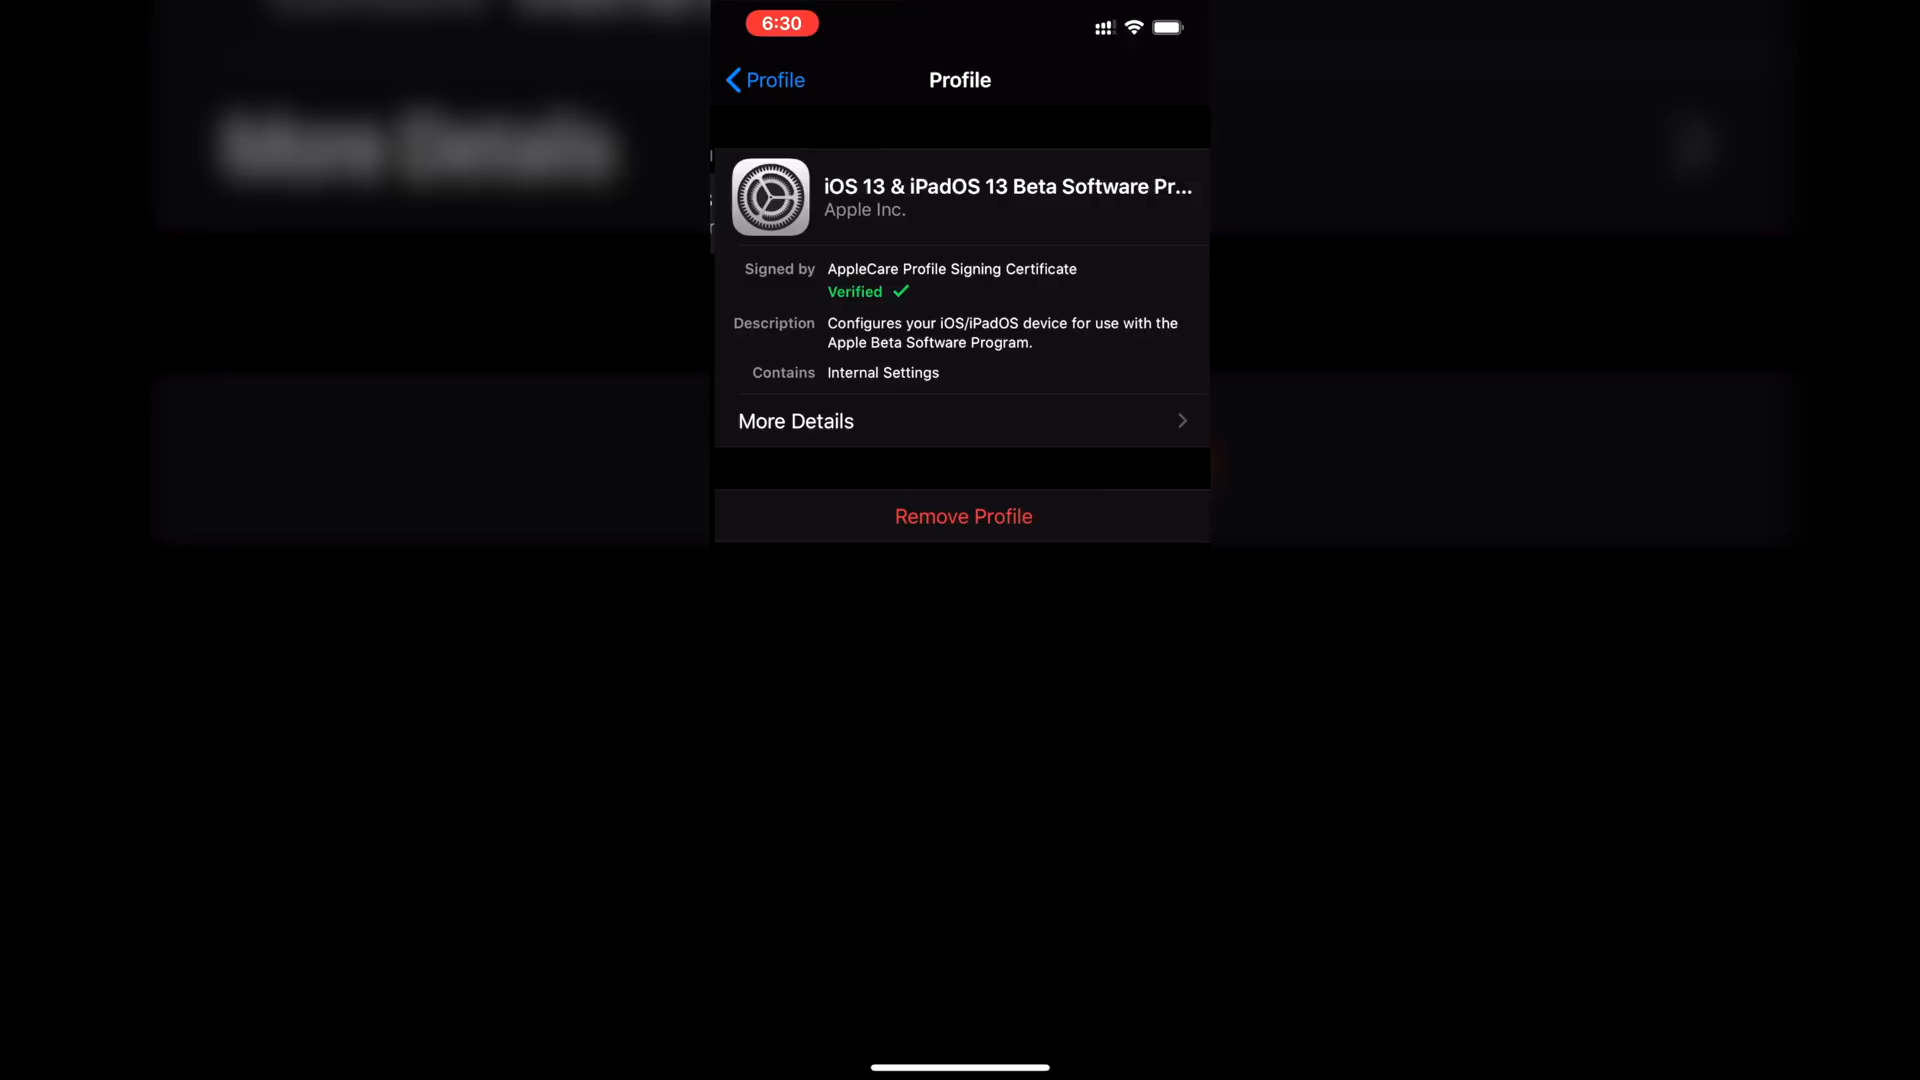 6:30
Profile
Profile
iOS 13 & iPadOS 13 Beta Software Pr...
Apple Inc.
Signed by
AppleCare Profile Signing Certificate
Verified
Description
Configures your iOS/iPadOS device for use with the
Apple Beta Software Program.
Contains
Internal Settings
More Details
Remove Profile
More Details